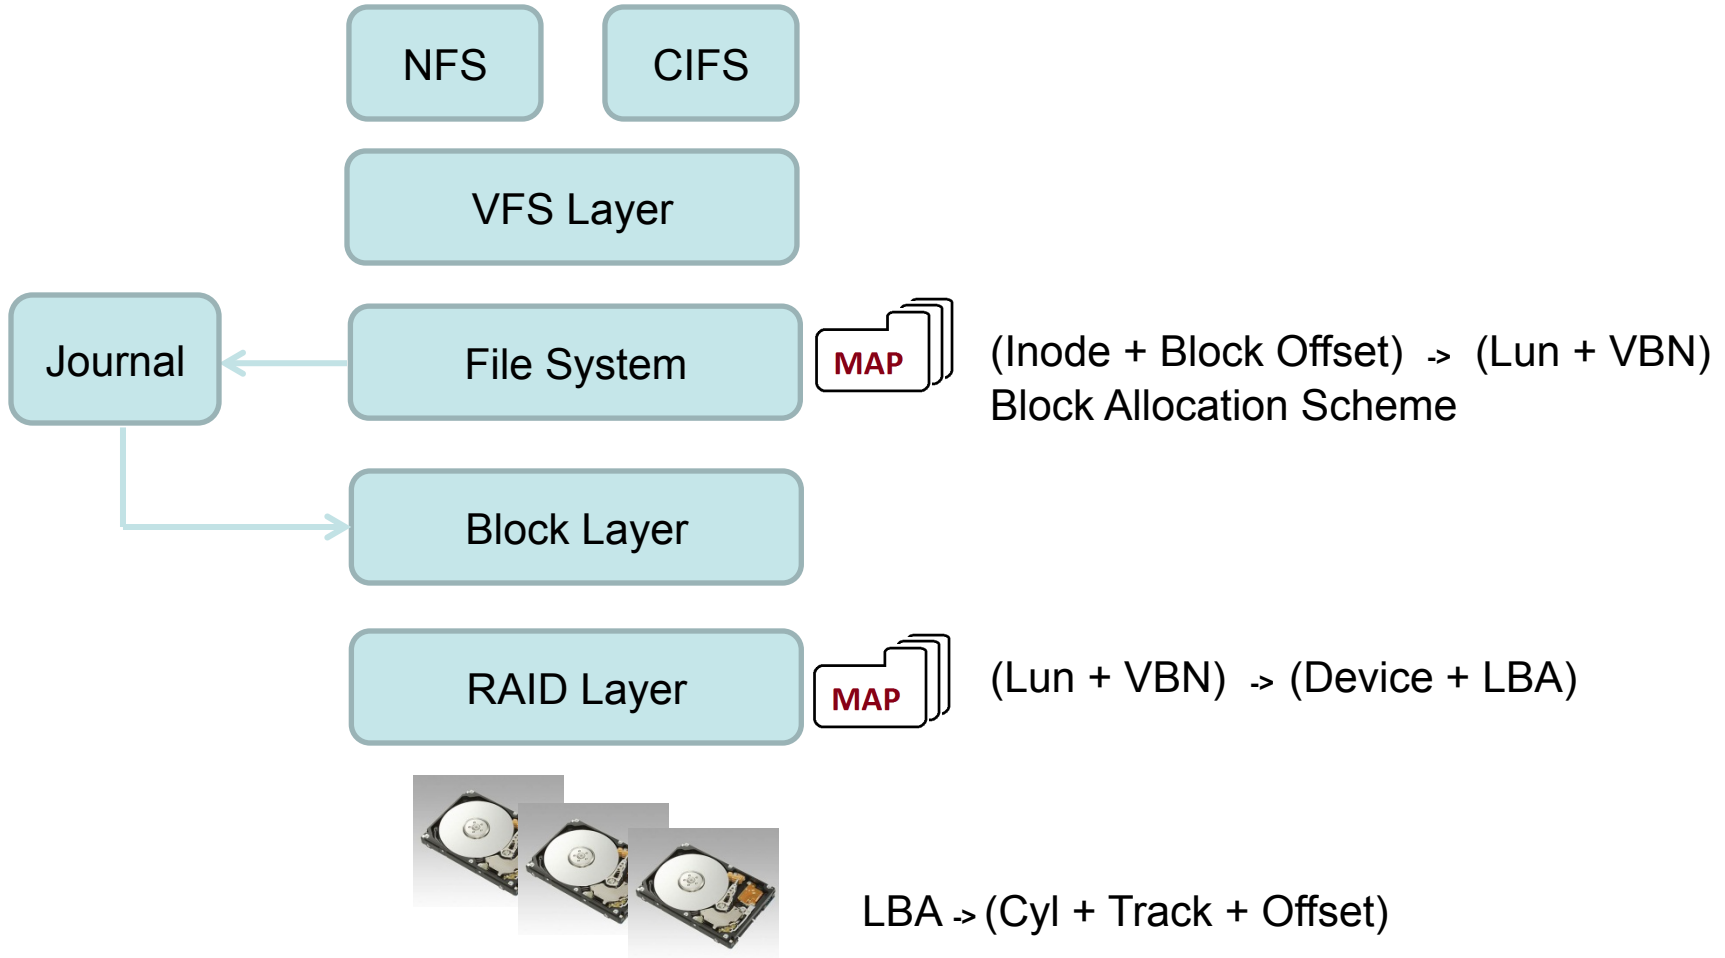 NFS
CIFS
VFS Layer
Journal
File System
MAP
(Inode + Block Offset) -> (Lun + VBN)
Block Allocation Scheme
Block Layer
RAID Layer
MAP
(Lun + VBN) -> (Device + LBA)
LBA -> (Cyl + Track + Offset)